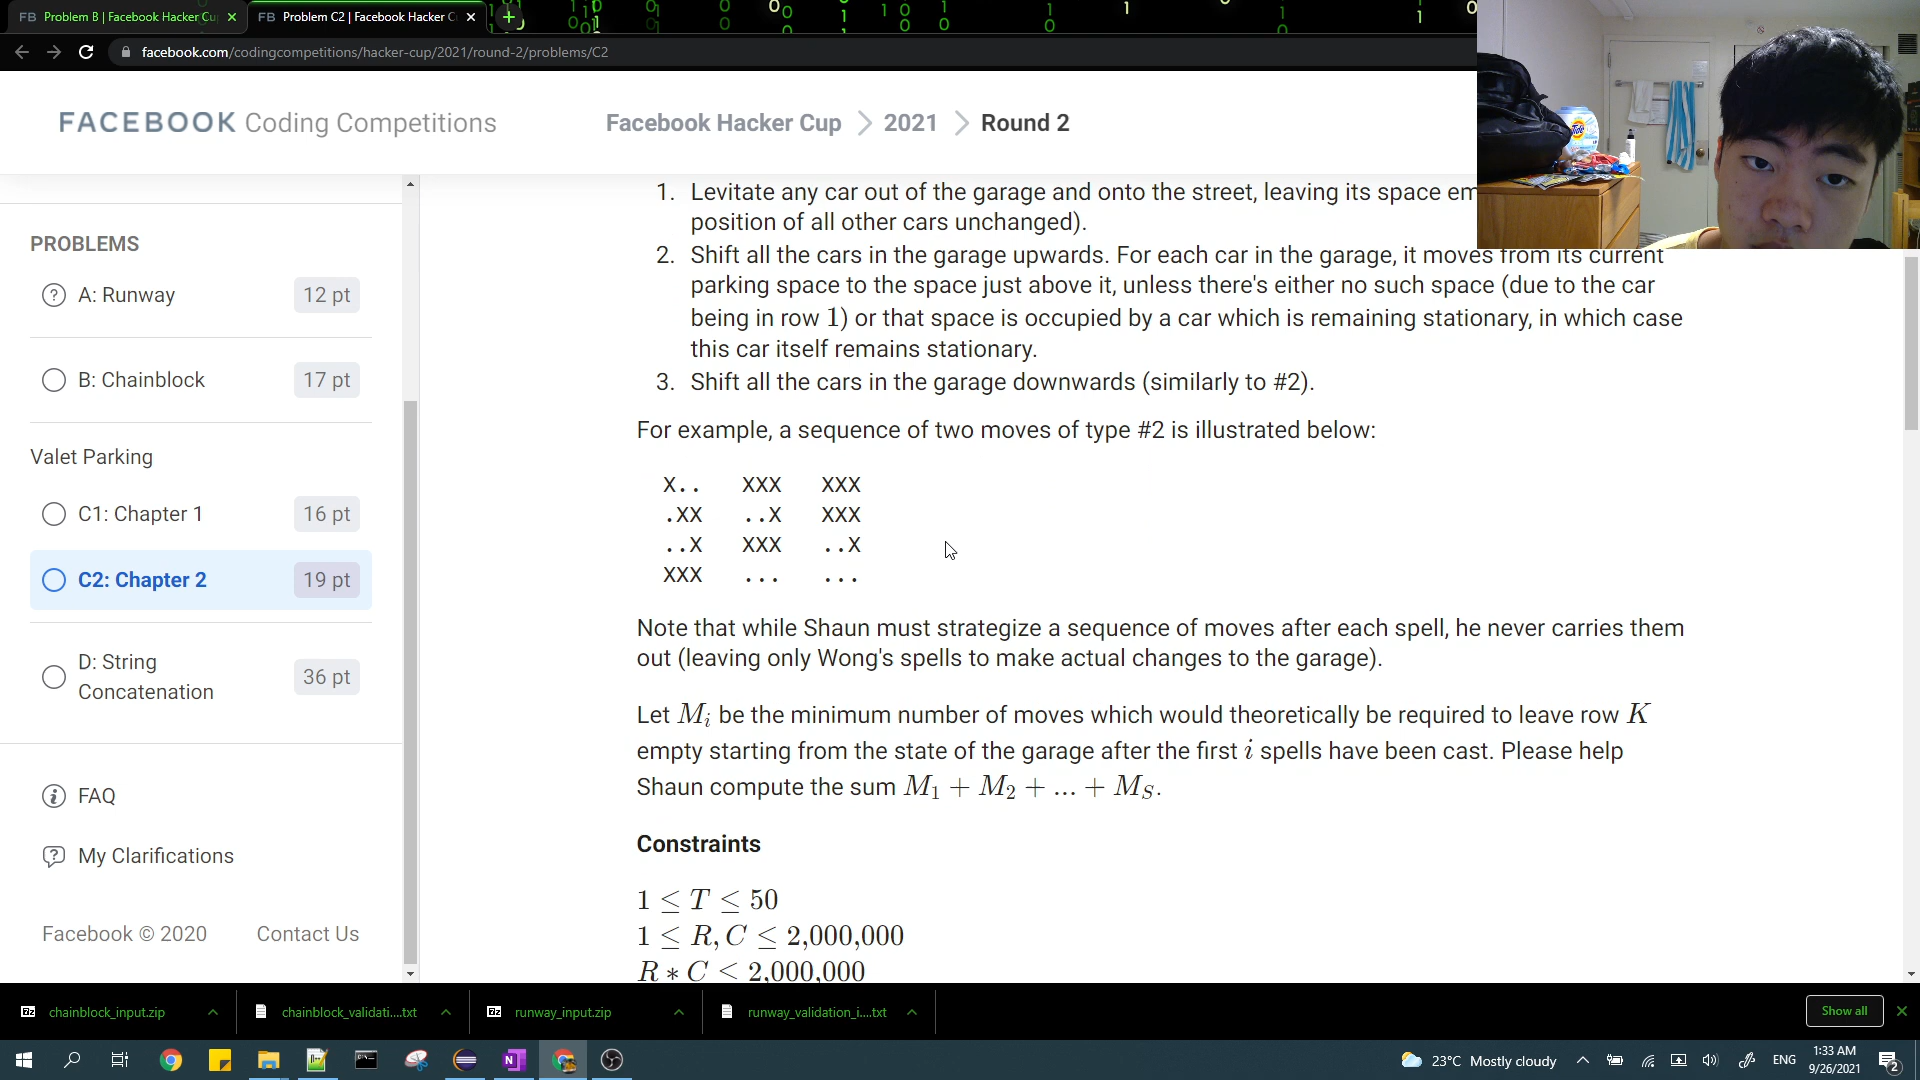 FB Problem B | Facebook Hacker Cu
FB Problem C2 | Facebook Hacker C
facebook.com/codingcompetitions/hacker-cup/2021/round-2/problems/C2
FACEBOOK Coding Competitions
Facebook Hacker Cup > 2021 > Round 2
PROBLEMS
A: Runway 12 pt
B: Chainblock 17 pt
Valet Parking
C1: Chapter 1 16 pt
C2: Chapter 2 19 pt
D: String
Concatenation 36 pt
FAQ
My Clarifications
Facebook © 2020 Contact Us
1. Levitate any car out of the garage and onto the street, leaving its space em
position of all other cars unchanged).
2. Shift all the cars in the garage upwards. For each car in the garage, it moves from its current
parking space to the space just above it, unless there's either no such space (due to the car
being in row 1) or that space is occupied by a car which is remaining stationary, in which case
this car itself remains stationary.
3. Shift all the cars in the garage downwards (similarly to #2).
For example, a sequence of two moves of type #2 is illustrated below:
X.. XXX XXX
.XX ..X XXX
..X XXX ..X
XXX ... ...
Note that while Shaun must strategize a sequence of moves after each spell, he never carries them
out (leaving only Wong's spells to make actual changes to the garage).
Let M_i be the minimum number of moves which would theoretically be required to leave row K
empty starting from the state of the garage after the first i spells have been cast. Please help
Shaun compute the sum M_1 + M_2 + ... + M_S.
Constraints
1 ≤ T ≤ 50
1 ≤ R, C ≤ 2,000,000
R * C ≤ 2,000,000
Tide
chainblock_input.zip
chainblock_validati....txt
runway_input.zip
runway_validation_i....txt
Show all
23°C Mostly cloudy
ENG
1:33 AM
9/26/2021
2